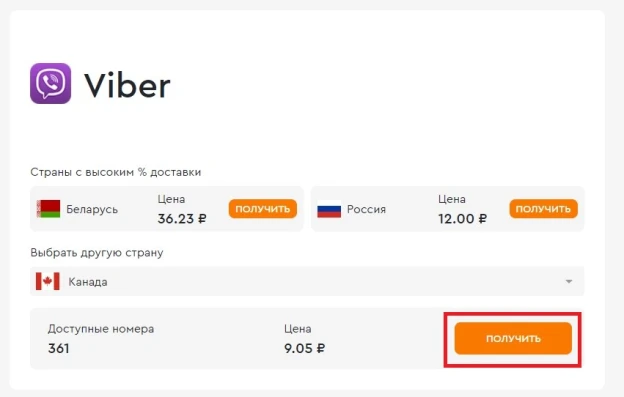 Viber
Страны с высоким % доставки
Беларусь
Цена
36.23 ₽
ПОЛУЧИТЬ
Россия
Цена
12.00 ₽
ПОЛУЧИТЬ
Выбрать другую страну
Канада
Доступные номера
361
Цена
9.05 ₽
ПОЛУЧИТЬ